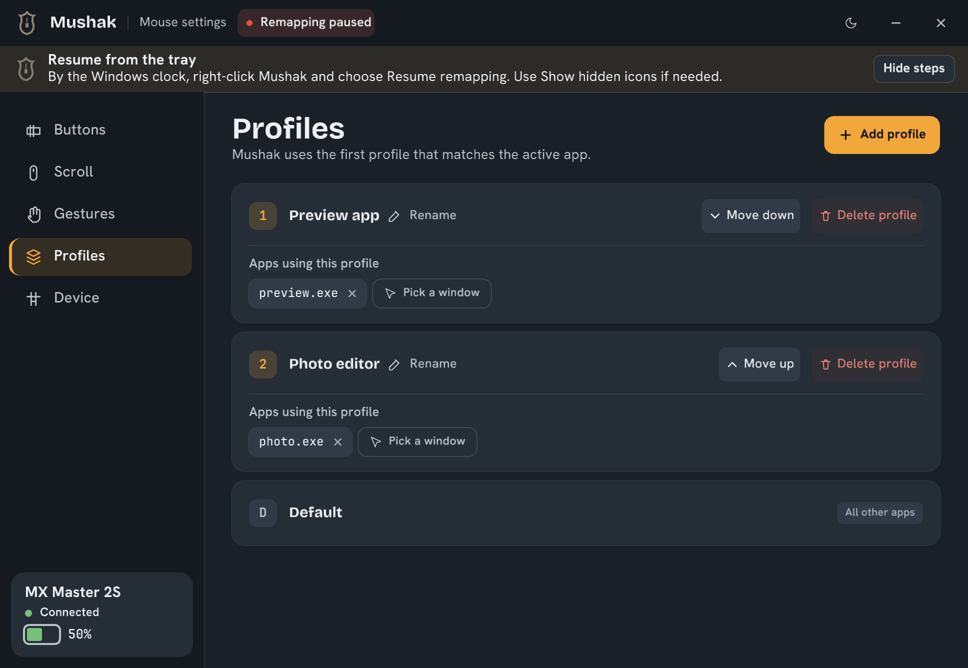 Mushak
Mouse settings
Remapping paused
Resume from the tray
By the Windows clock, right-click Mushak and choose Resume remapping. Use Show hidden icons if needed.
Hide steps
Buttons
Scroll
Gestures
Profiles
Device
MX Master 2S
Connected
50%
Profiles
Mushak uses the first profile that matches the active app.
Add profile
1 Preview app Rename Move down Delete profile
Apps using this profile
preview.exe Pick a window
2 Photo editor Rename Move up Delete profile
Apps using this profile
photo.exe Pick a window
D Default All other apps